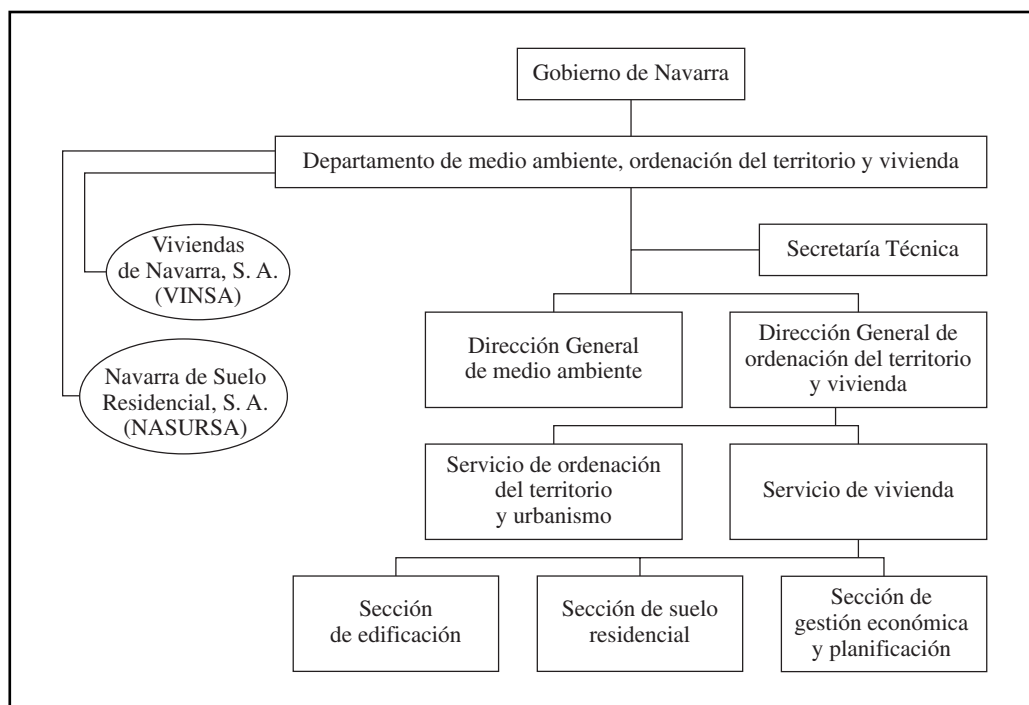 Gobierno de Navarra
Departamento de medio ambiente, ordenación del territorio y vivienda
Viviendas
de Navarra, S. A.
(VINSA)
Secretaría Técnica
Navarra de Suelo
Residencial, S. A.
(NASURSA)
Dirección General
de medio ambiente
Dirección General de
ordenación del territorio
y vivienda
Servicio de ordenación
del territorio
y urbanismo
Servicio de vivienda
Sección
de edificación
Sección de suelo
residencial
Sección de
gestión económica
y planificación